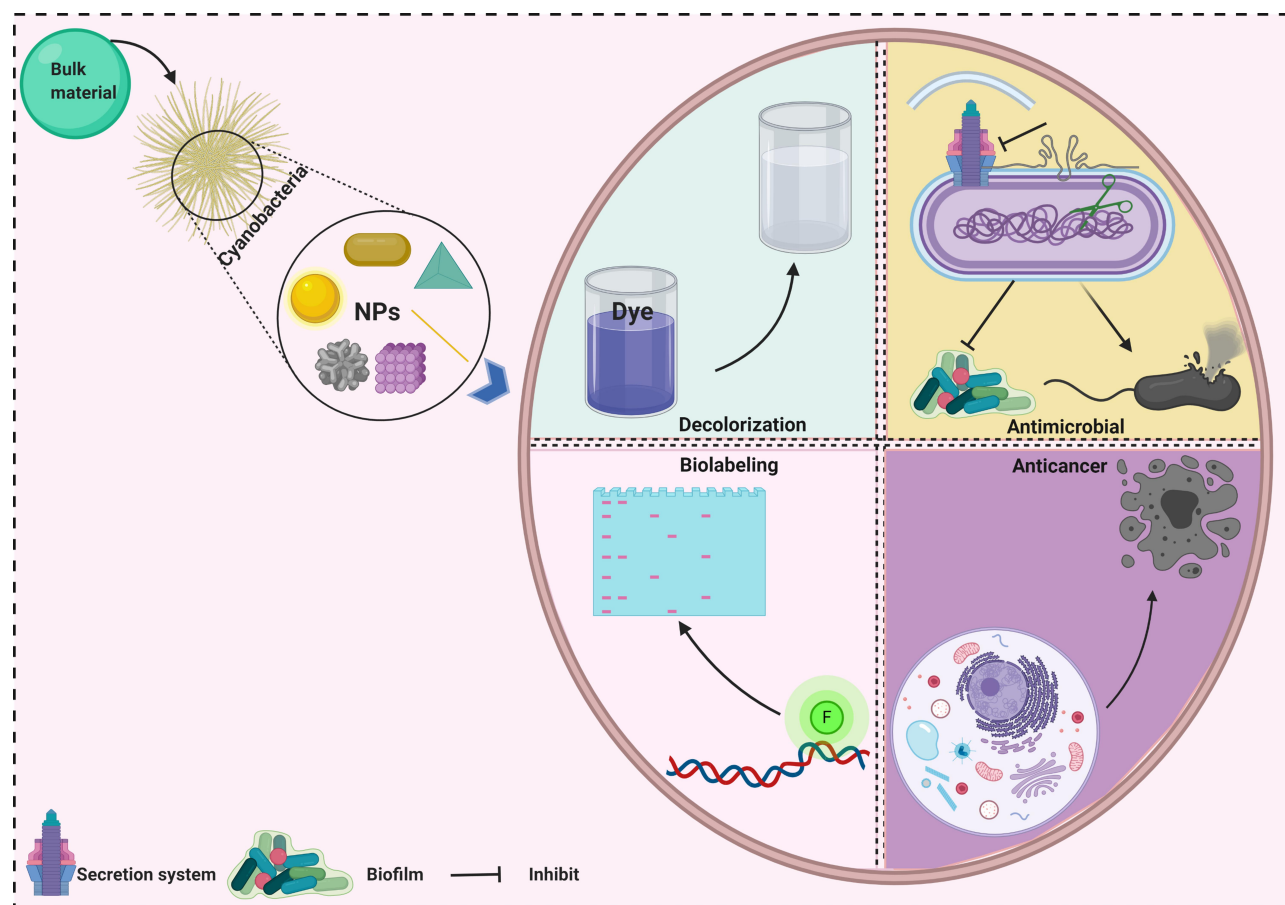 Bulk
material
Cyanobacteria
NPs
Dye
Decolorization
Antimicrobial
Biolabeling
Anticancer
F
Secretion system
Biofilm
Inhibit